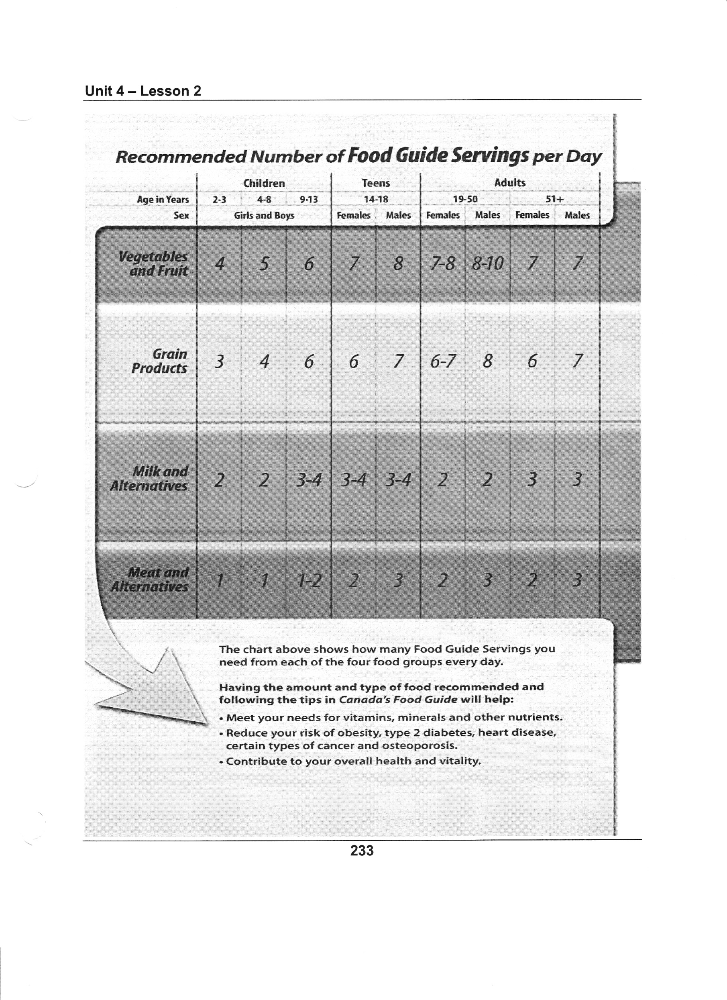 Unit 4 – Lesson 2
Recommended Number of Food Guide Servings per Day
Children Teens Adults
Age in Years 2-3 4-8 9-13 14-18 19-50 51+
Sex Girls and Boys Females Males Females Males Females Males
Vegetables
and Fruit 4 5 6 7 8 7-8 8-10 7 7
Grain
Products 3 4 6 6 7 6-7 8 6 7
Milk and
Alternatives 2 2 3-4 3-4 3-4 2 2 3 3
Meat and
Alternatives 1 1 1-2 2 3 2 3 2 3
The chart above shows how many Food Guide Servings you
need from each of the four food groups every day.
Having the amount and type of food recommended and
following the tips in Canada's Food Guide will help:
• Meet your needs for vitamins, minerals and other nutrients.
• Reduce your risk of obesity, type 2 diabetes, heart disease,
certain types of cancer and osteoporosis.
• Contribute to your overall health and vitality.
233